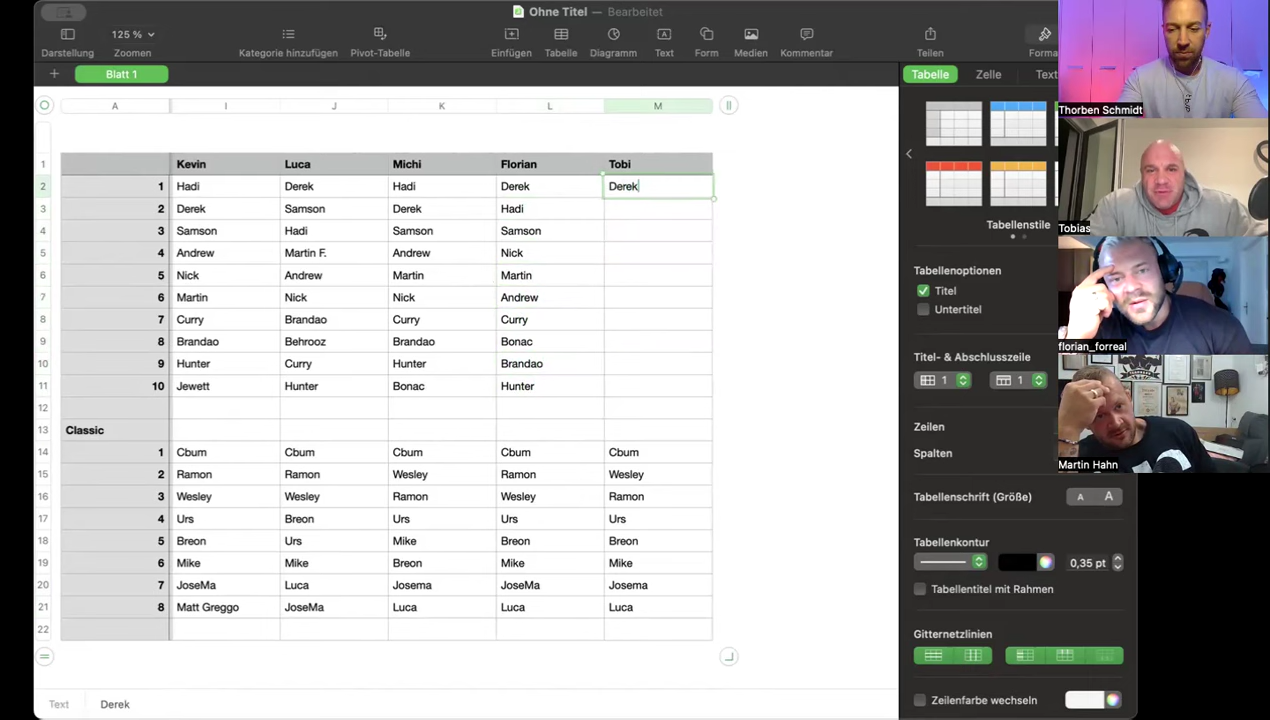 Ohne Titel — Bearbeitet
125 %
Darstellung Zoomen Kategorie hinzufügen Pivot-Tabelle Einfügen Tabelle Diagramm Text Form Medien Kommentar Teilen Forma
+ Blatt 1 Tabelle Zelle Text
A I J K L M
1 Kevin Luca Michi Florian Tobi
2 1 Hadi Derek Hadi Derek Derek
3 2 Derek Samson Derek Hadi
4 3 Samson Hadi Samson Samson
5 4 Andrew Martin F. Andrew Nick
6 5 Nick Andrew Martin Martin
7 6 Martin Nick Nick Andrew
8 7 Curry Brandao Curry Curry
9 8 Brandao Behrooz Brandao Bonac
10 9 Hunter Curry Hunter Brandao
11 10 Jewett Hunter Bonac Hunter
12
13 Classic
14 1 Cbum Cbum Cbum Cbum Cbum
15 2 Ramon Ramon Wesley Ramon Wesley
16 3 Wesley Wesley Ramon Wesley Ramon
17 4 Urs Breon Urs Urs Urs
18 5 Breon Urs Mike Breon Breon
19 6 Mike Mike Breon Mike Mike
20 7 JoseMa Luca Josema JoseMa Josema
21 8 Matt Greggo JoseMa Luca Luca Luca
22
Text Derek
Tabellenstile
Tabellenoptionen
Titel
Untertitel
Titel- & Abschlusszeile
1 1
Zeilen
Spalten
Tabellenschrift (Größe) A A
Tabellenkontur
0,35 pt
Tabellentitel mit Rahmen
Gitternetzlinien
Zeilenfarbe wechseln
Thorben Schmidt
Tobias
florian_forreal
Martin Hahn